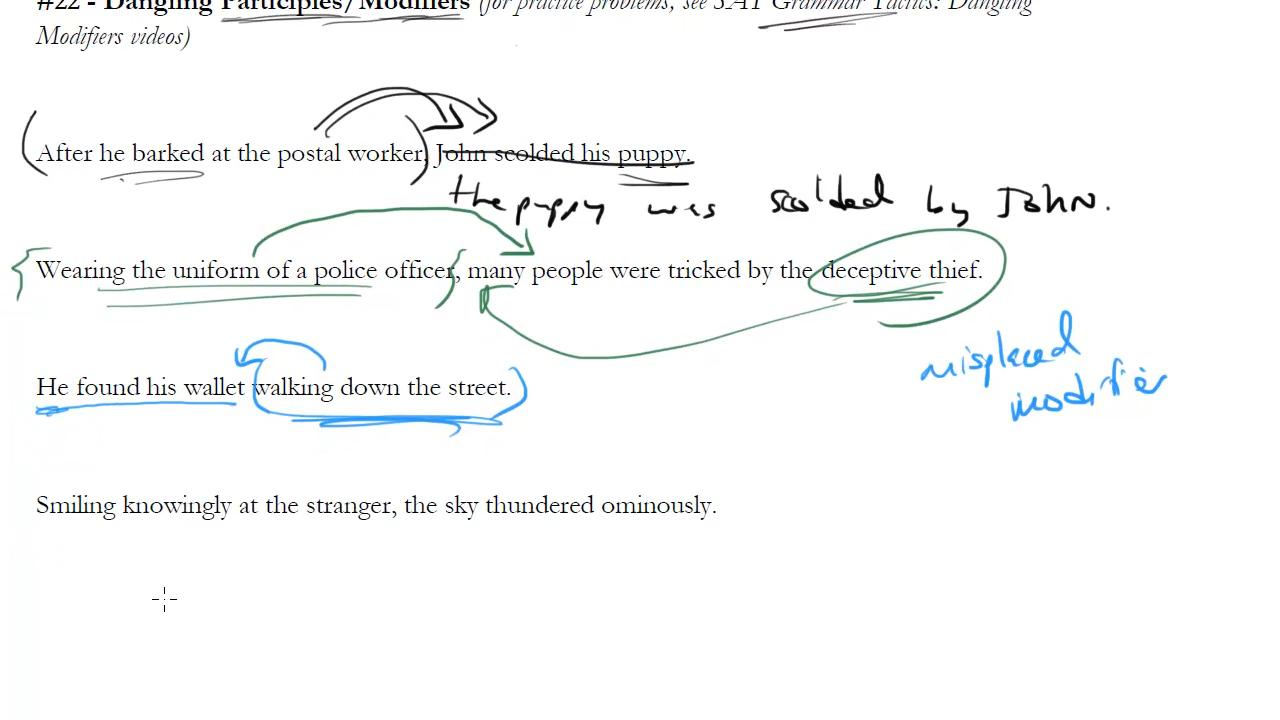 #22 - Dangling Participles/Modifiers (for practice problems, see SAT Grammar Tactics: Dangling
Modifiers videos)
After he barked at the postal worker, John scolded his puppy.
the puppy was scolded by John.
Wearing the uniform of a police officer, many people were tricked by the deceptive thief.
misplaced
modifier
He found his wallet walking down the street.
Smiling knowingly at the stranger, the sky thundered ominously.